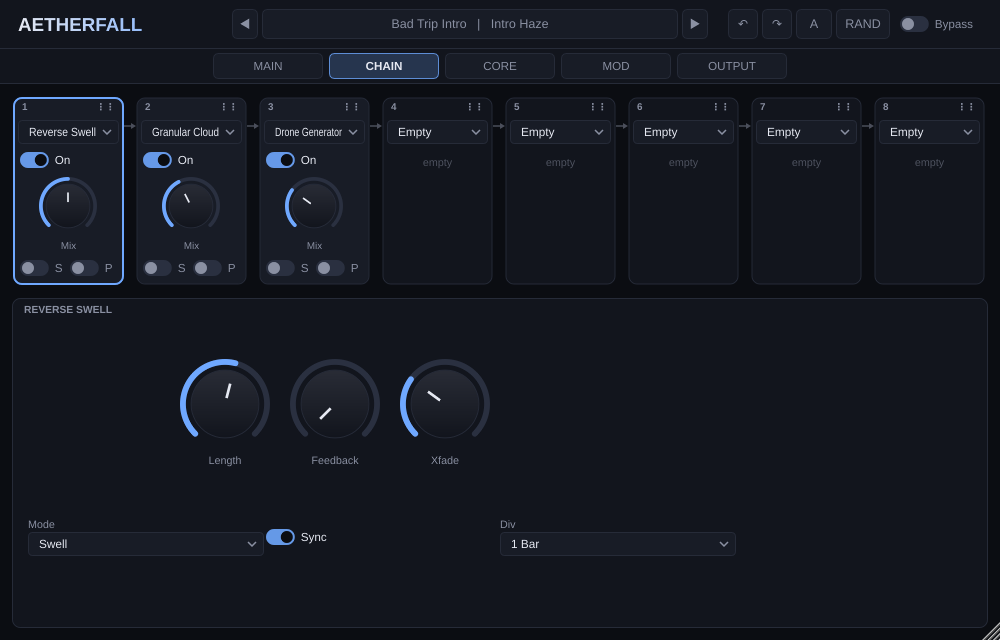 AETHERFALL
Bad Trip Intro | Intro Haze
A
RAND
Bypass
MAIN
CHAIN
CORE
MOD
OUTPUT
1
2
3
4
5
6
7
8
Reverse Swell
Granular Cloud
Drone Generator
Empty
Empty
Empty
Empty
Empty
On
On
On
empty
empty
empty
empty
empty
Mix
Mix
Mix
S P
S P
S P
REVERSE SWELL
Length
Feedback
Xfade
Mode
Div
Swell
Sync
1 Bar